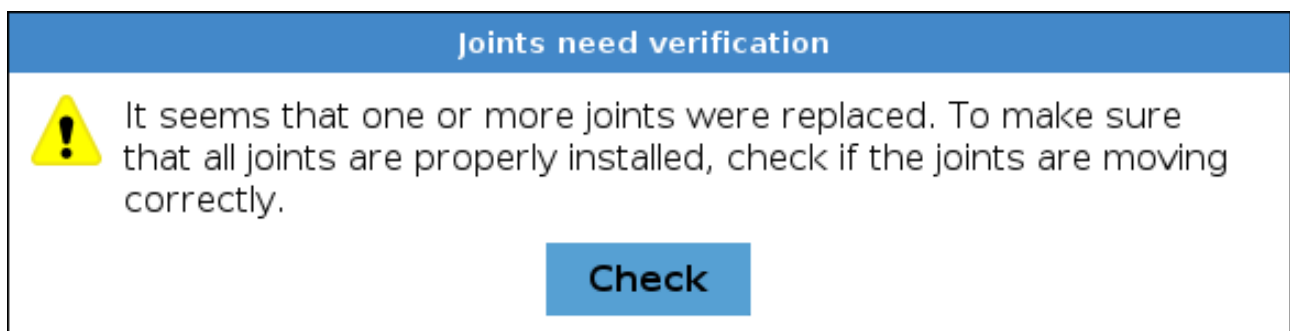 Joints need verification
It seems that one or more joints were replaced. To make sure
that all joints are properly installed, check if the joints are moving
correctly.
Check